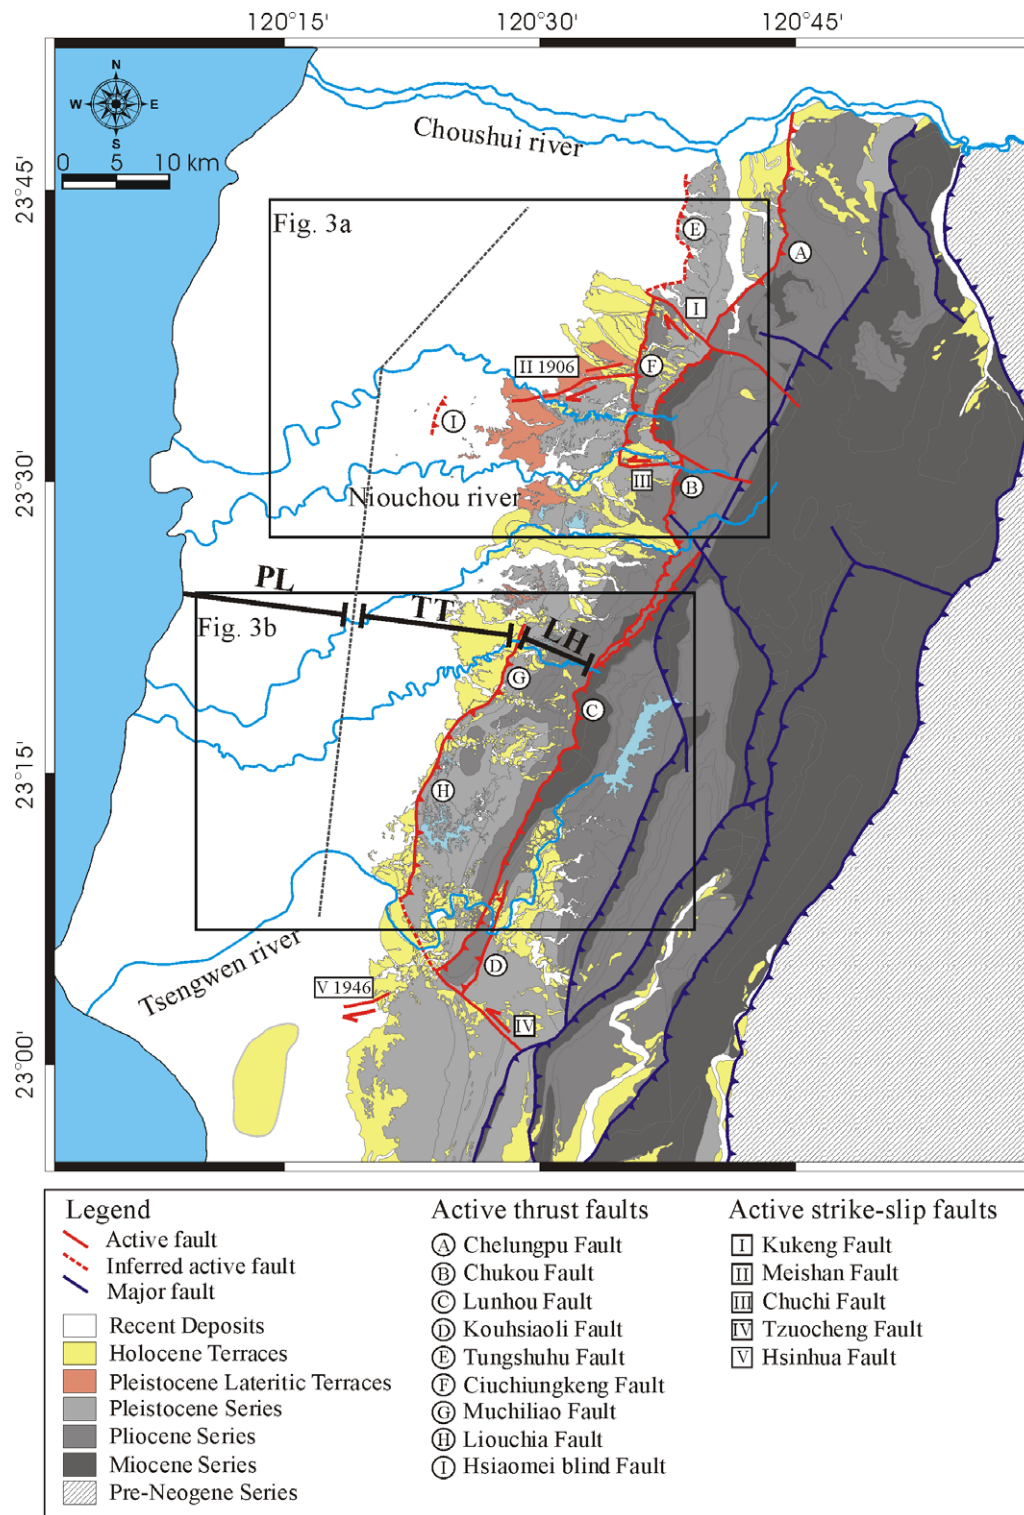 120°15'
120°30'
120°45'
N
W
E
S
0 5 10 km
Choushui river
23°45'
Fig. 3a
E
A
I
II 1906
F
I
23°30'
III
B
Niouchou river
PL
TT
LH
Fig. 3b
G
C
23°15'
H
Tsengwen river
D
V 1946
IV
23°00'
Legend
Active fault
Inferred active fault
Major fault
Recent Deposits
Holocene Terraces
Pleistocene Lateritic Terraces
Pleistocene Series
Pliocene Series
Miocene Series
Pre-Neogene Series
Active thrust faults
A Chelungpu Fault
B Chukou Fault
C Lunhou Fault
D Kouhsiaoli Fault
E Tungshuhu Fault
F Ciuchiungkeng Fault
G Muchiliao Fault
H Liouchia Fault
I Hsiaomei blind Fault
Active strike-slip faults
I Kukeng Fault
II Meishan Fault
III Chuchi Fault
IV Tzuocheng Fault
V Hsinhua Fault